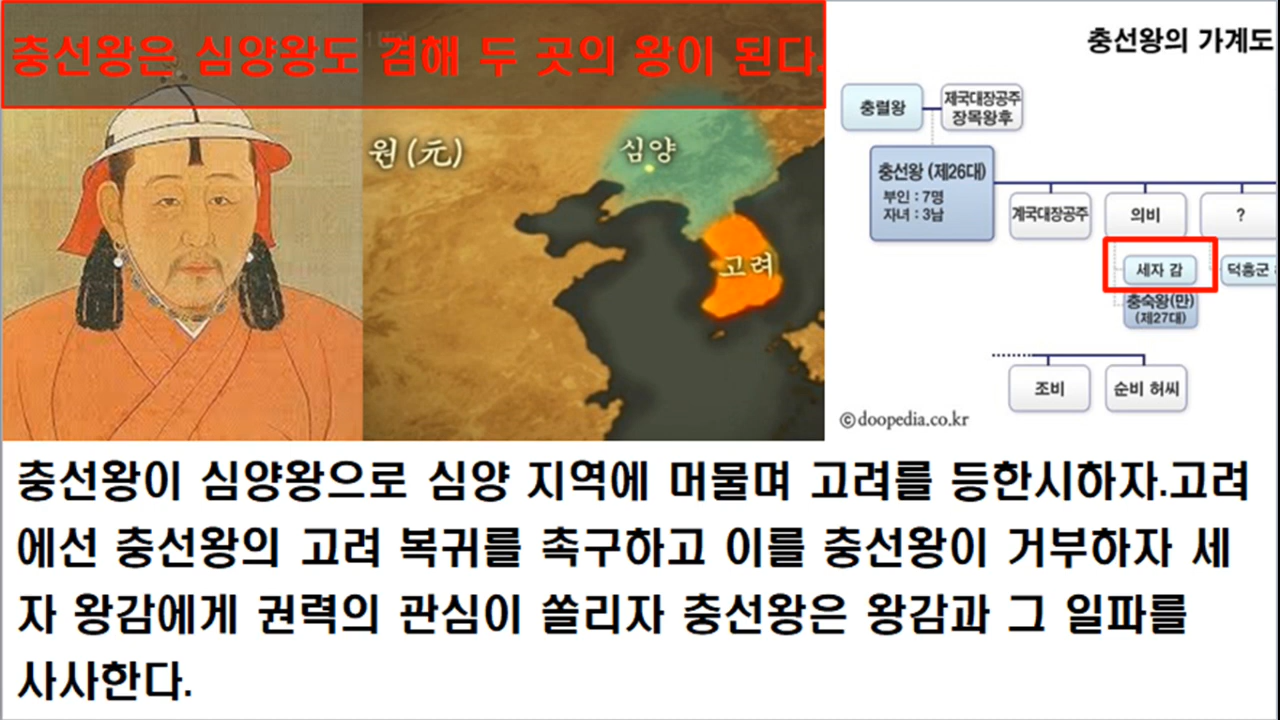 충선왕은 심양왕도 겸해 두 곳의 왕이 된다.
원(元)
심양
고려
충선왕의 가계도
충렬왕
제국대장공주
장목왕후
충선왕 (제26대)
부인 : 7명
자녀 : 3남
계국대장공주
의비
?
세자 감
덕흥군
충숙왕(만)
(제27대)
조비
순비 허씨
©doopedia.co.kr
충선왕이 심양왕으로 심양 지역에 머물며 고려를 등한시하자.고려
에선 충선왕의 고려 복귀를 촉구하고 이를 충선왕이 거부하자 세
자 왕감에게 권력의 관심이 쏠리자 충선왕은 왕감과 그 일파를
사사한다.